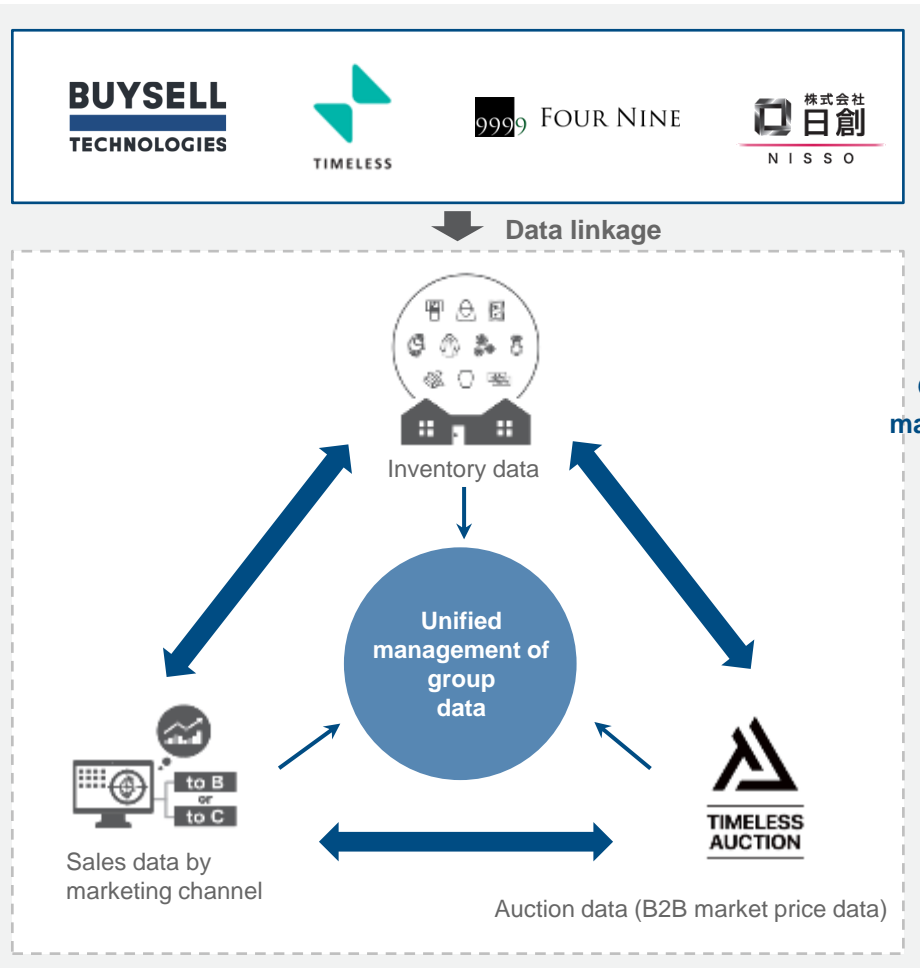 BUYSELL
TECHNOLOGIES
TIMELESS
9999 FOUR NINE
株式会社
日創
NISSO
Data linkage
Inventory data
Unified
management of
group
data
to B
or
to C
Sales data by
marketing channel
TIMELESS
AUCTION
Auction data (B2B market price data)